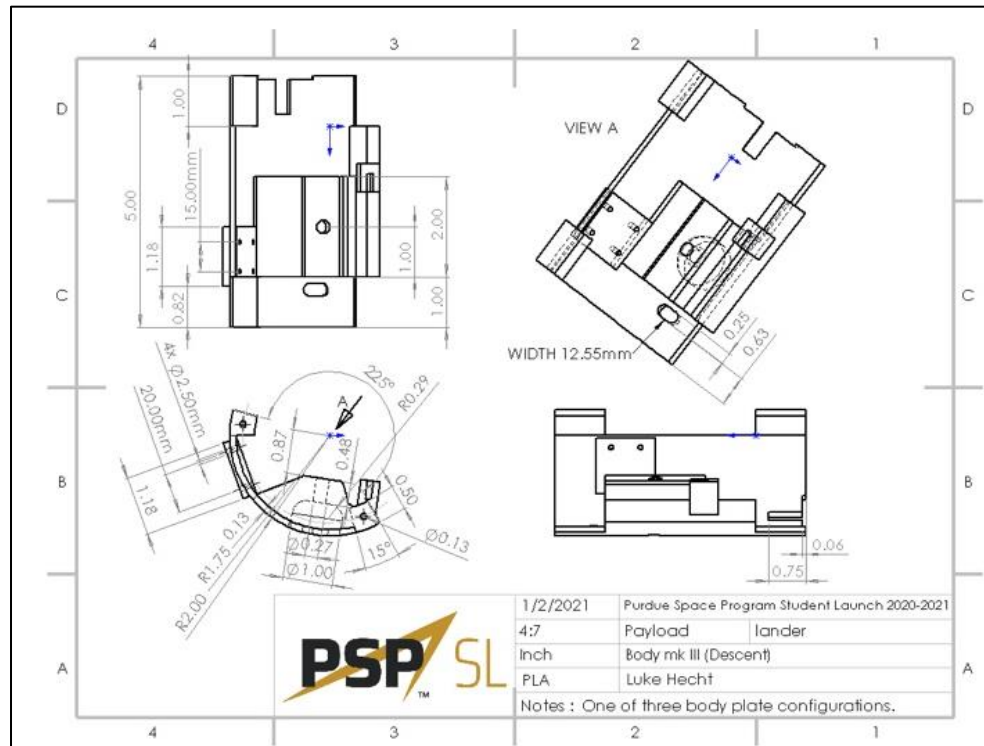 4 3 2 1
D D
C C
B B
A A
4 3 2 1
1.00
5.00
15.00mm
1.18
0.82
2.00
1.00
1.00
VIEW A
WIDTH 12.55mm
0.25
0.63
4x Ø2.50mm
20.00mm
1.18
225°
A
R0.29
0.87
0.48
0.50
0.13
R1.75
R2.00
Ø0.27
Ø1.00
15°
Ø0.13
0.06
0.75
PSP SL
TM
1/2/2021 Purdue Space Program Student Launch 2020-2021
4:7 Payload lander
Inch Body mk III (Descent)
PLA Luke Hecht
Notes : One of three body plate configurations.